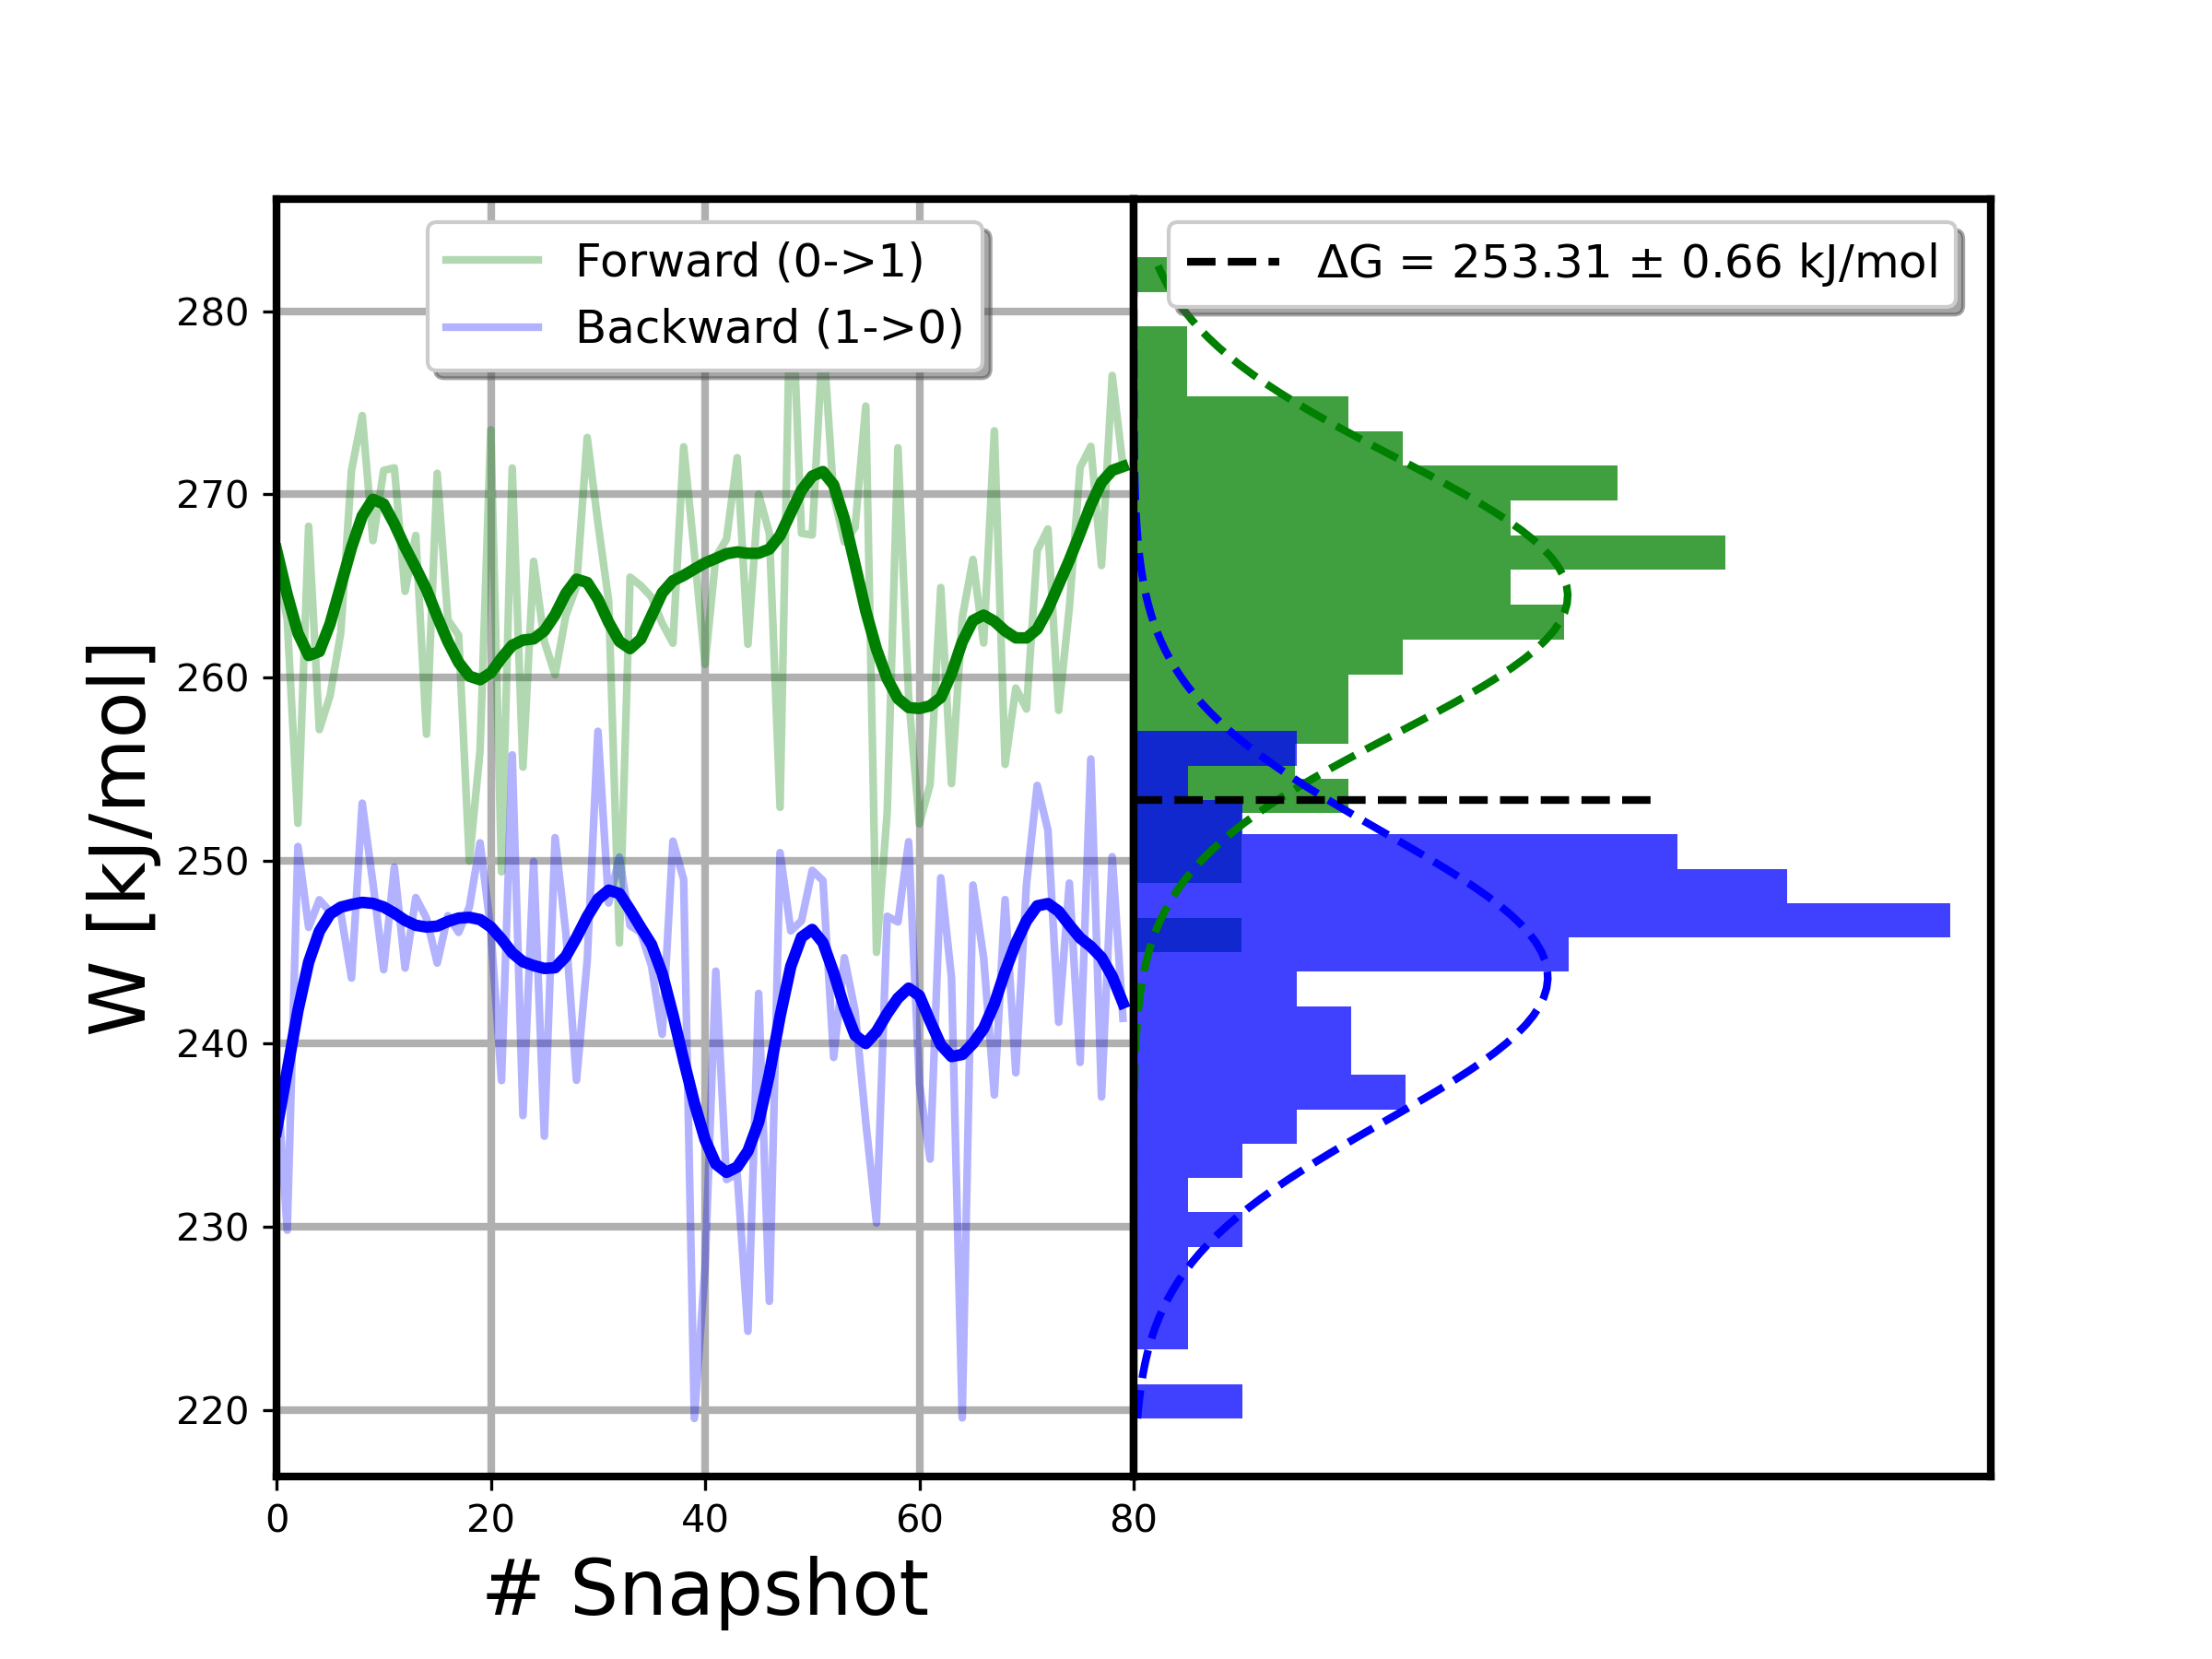 Forward (0->1)
Backward (1->0)
ΔG = 253.31 ± 0.66 kJ/mol
W [kJ/mol]
280
270
260
250
240
230
220
0 20 40 60 80
# Snapshot